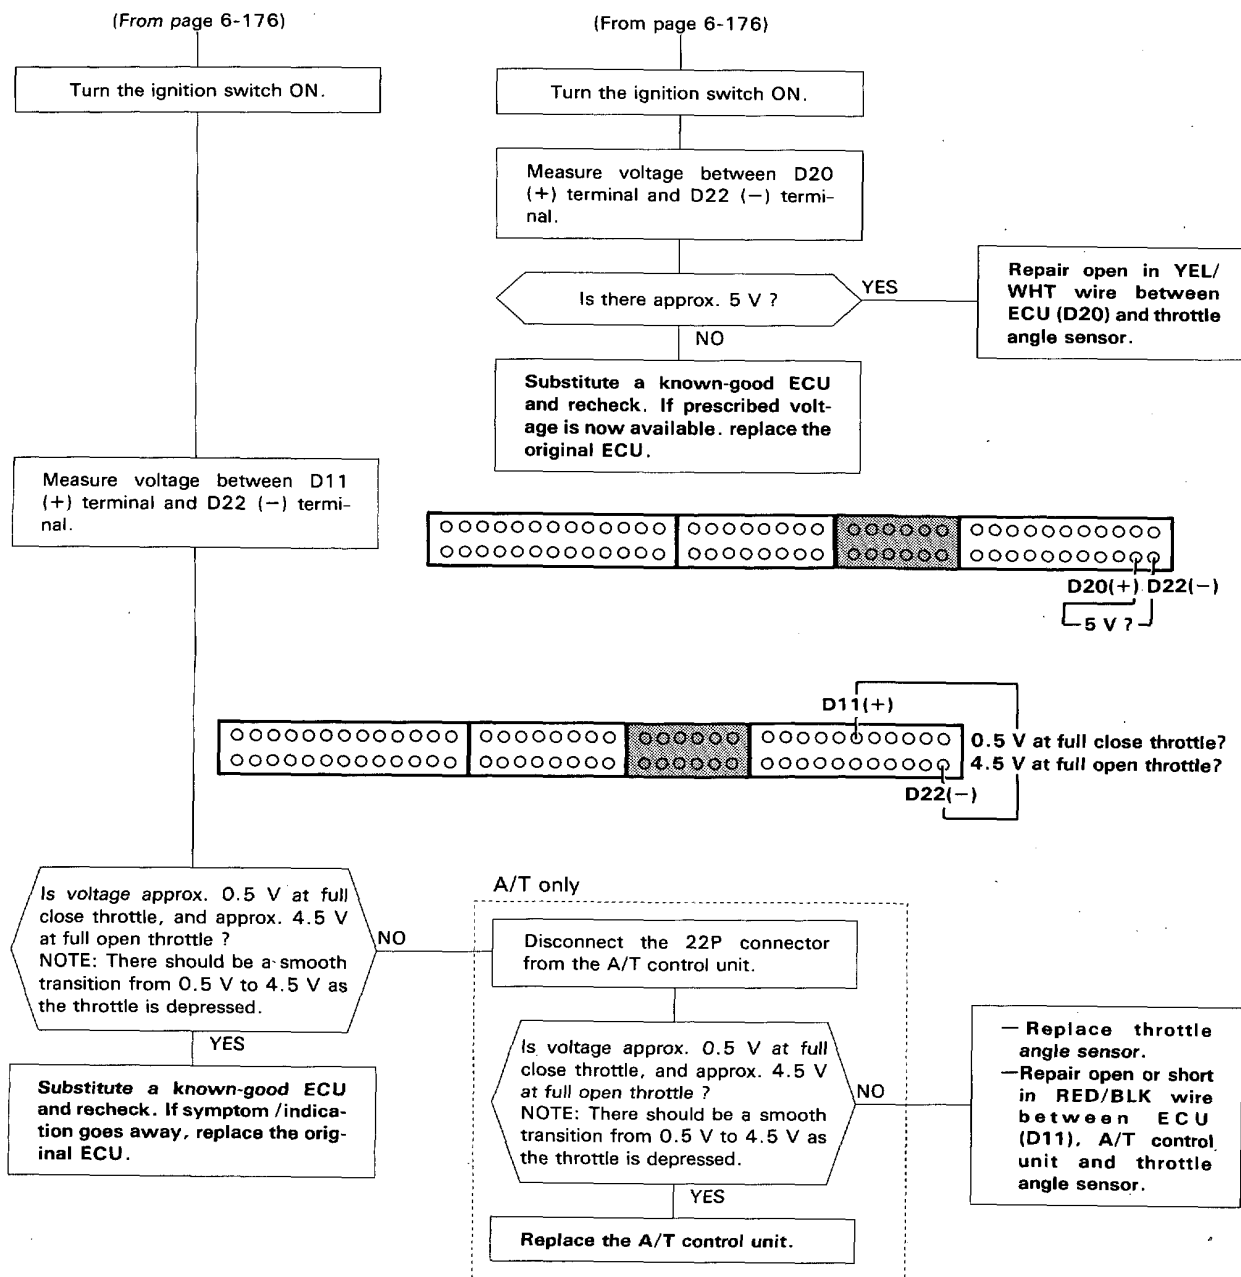 (From page 6-176)
Turn the ignition switch ON.
Measure voltage between D11
(+) terminal and D22 (−) termi-
nal.
(From page 6-176)
Turn the ignition switch ON.
Measure voltage between D20
(+) terminal and D22 (−) termi-
nal.
Is there approx. 5 V ?
YES
Repair open in YEL/
WHT wire between
ECU (D20) and throttle
angle sensor.
NO
Substitute a known-good ECU
and recheck. If prescribed volt-
age is now available. replace the
original ECU.
D20(+) D22(−)
5 V ?
D11(+)
0.5 V at full close throttle?
4.5 V at full open throttle?
D22(−)
Is voltage approx. 0.5 V at full
close throttle, and approx. 4.5 V
at full open throttle ?
NOTE: There should be a smooth
transition from 0.5 V to 4.5 V as
the throttle is depressed.
NO
YES
Substitute a known-good ECU
and recheck. If symptom /indica-
tion goes away, replace the orig-
inal ECU.
A/T only
Disconnect the 22P connector
from the A/T control unit.
Is voltage approx. 0.5 V at full
close throttle, and approx. 4.5 V
at full open throttle ?
NOTE: There should be a smooth
transition from 0.5 V to 4.5 V as
the throttle is depressed.
NO
YES
Replace the A/T control unit.
— Replace throttle
angle sensor.
—Repair open or short
in RED/BLK wire
between ECU
(D11), A/T control
unit and throttle
angle sensor.